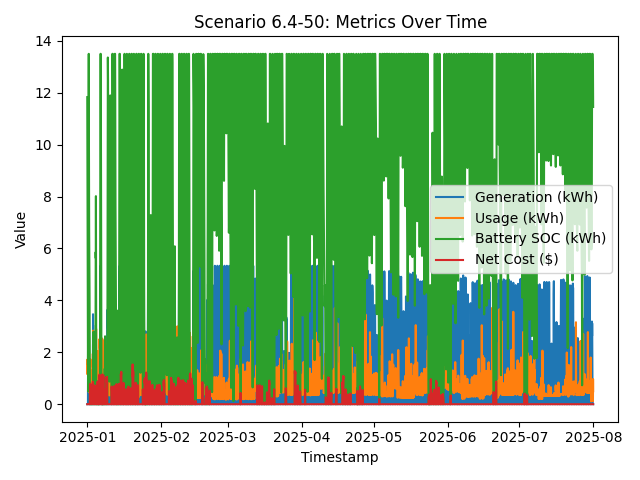 Scenario 6.4-50: Metrics Over Time
Value
14
12
10
8
6
4
2
0
Generation (kWh)
Usage (kWh)
Battery SOC (kWh)
Net Cost ($)
2025-01 2025-02 2025-03 2025-04 2025-05 2025-06 2025-07 2025-08
Timestamp